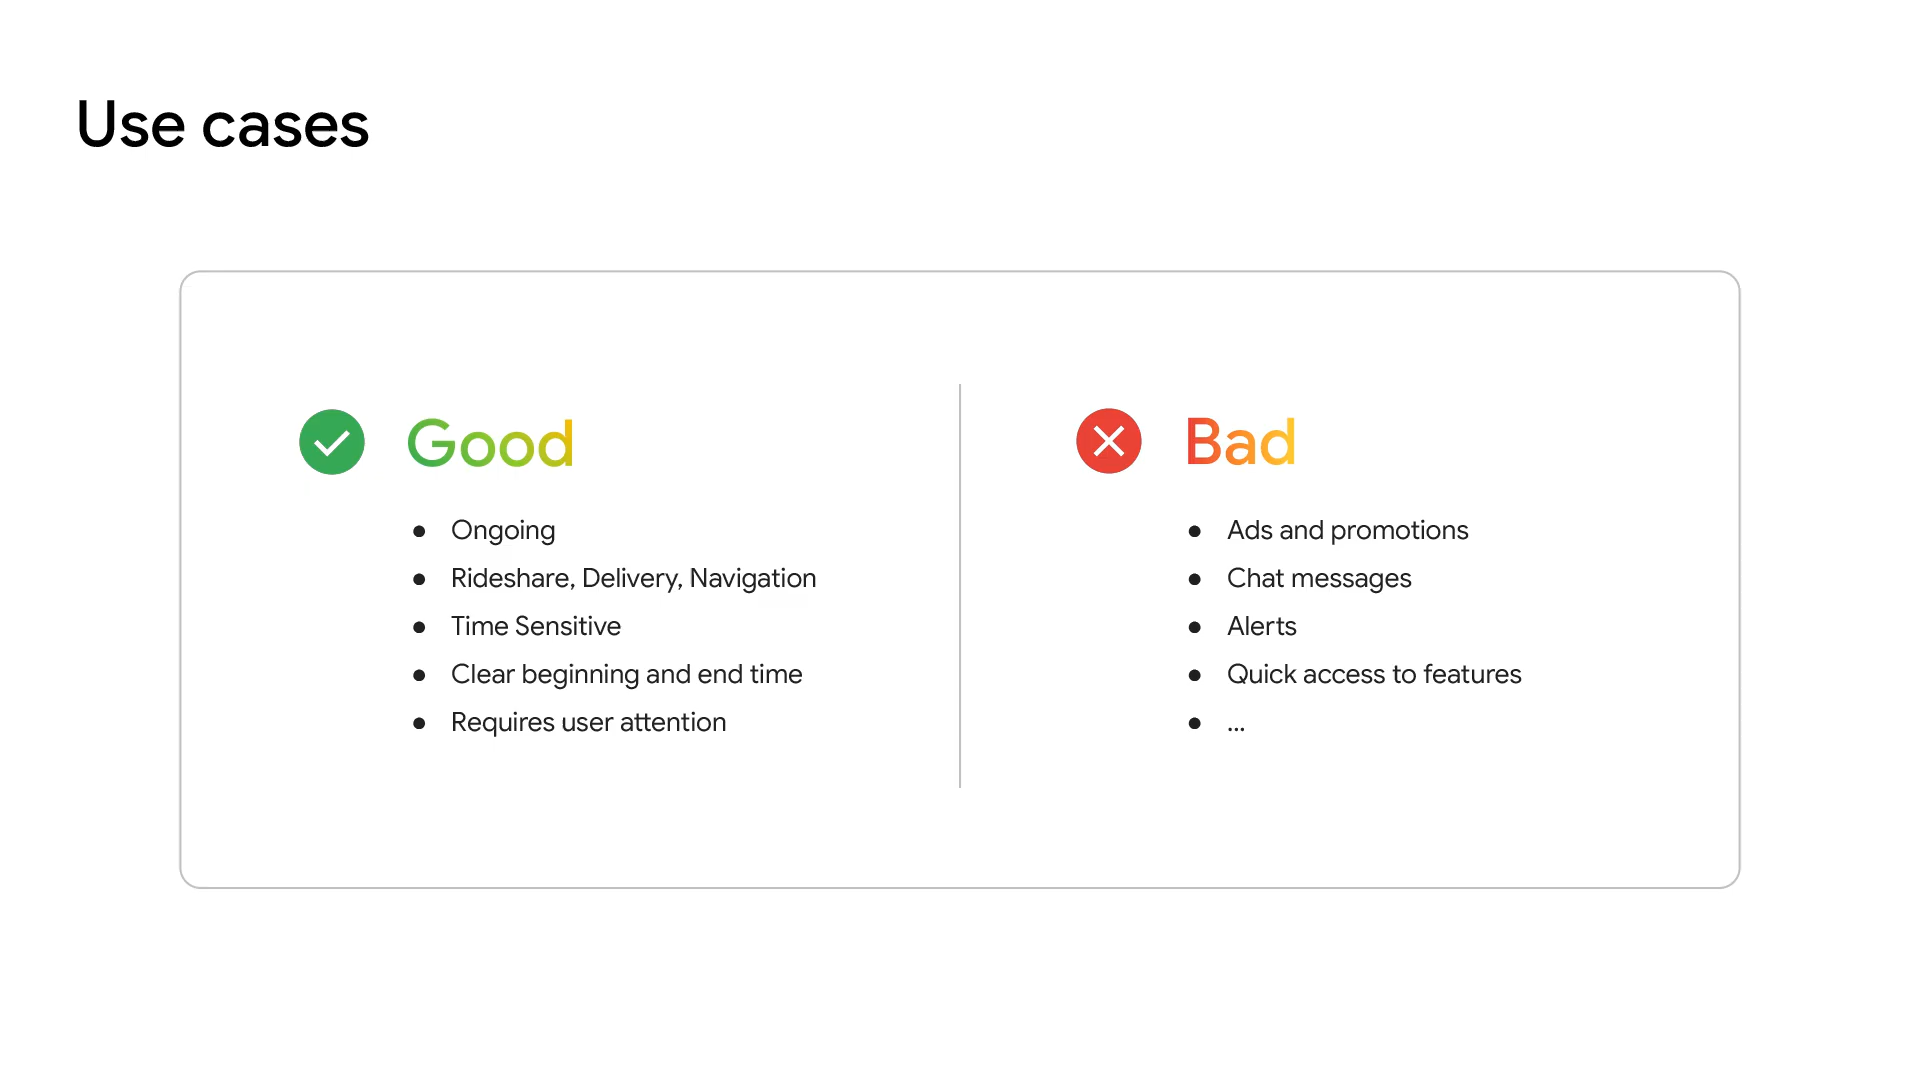 Use cases
Good
● Ongoing
● Rideshare, Delivery, Navigation
● Time Sensitive
● Clear beginning and end time
● Requires user attention
Bad
● Ads and promotions
● Chat messages
● Alerts
● Quick access to features
● ...